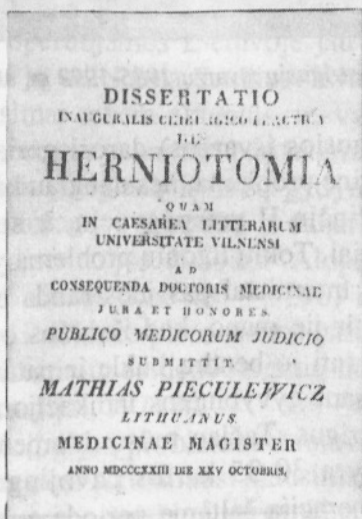 DISSERTATIO
INAUGURALIS
DE
HERNIOTOMIA
QUAM
IN CAESAREA LITTERARUM
UNIVERSITATE VILNENSI
AD
CONSEQUENDA DOCTORIS MEDICINAE
JURA ET HONORES
PUBLICO MEDICORUM JUDICIO
SUBMITTIT
MATHIAS PIECULEWICZ
LITHUANUS,
MEDICINAE MAGISTER
ANNO MDCCCXXIII DIE XXV OCTOBRIS,